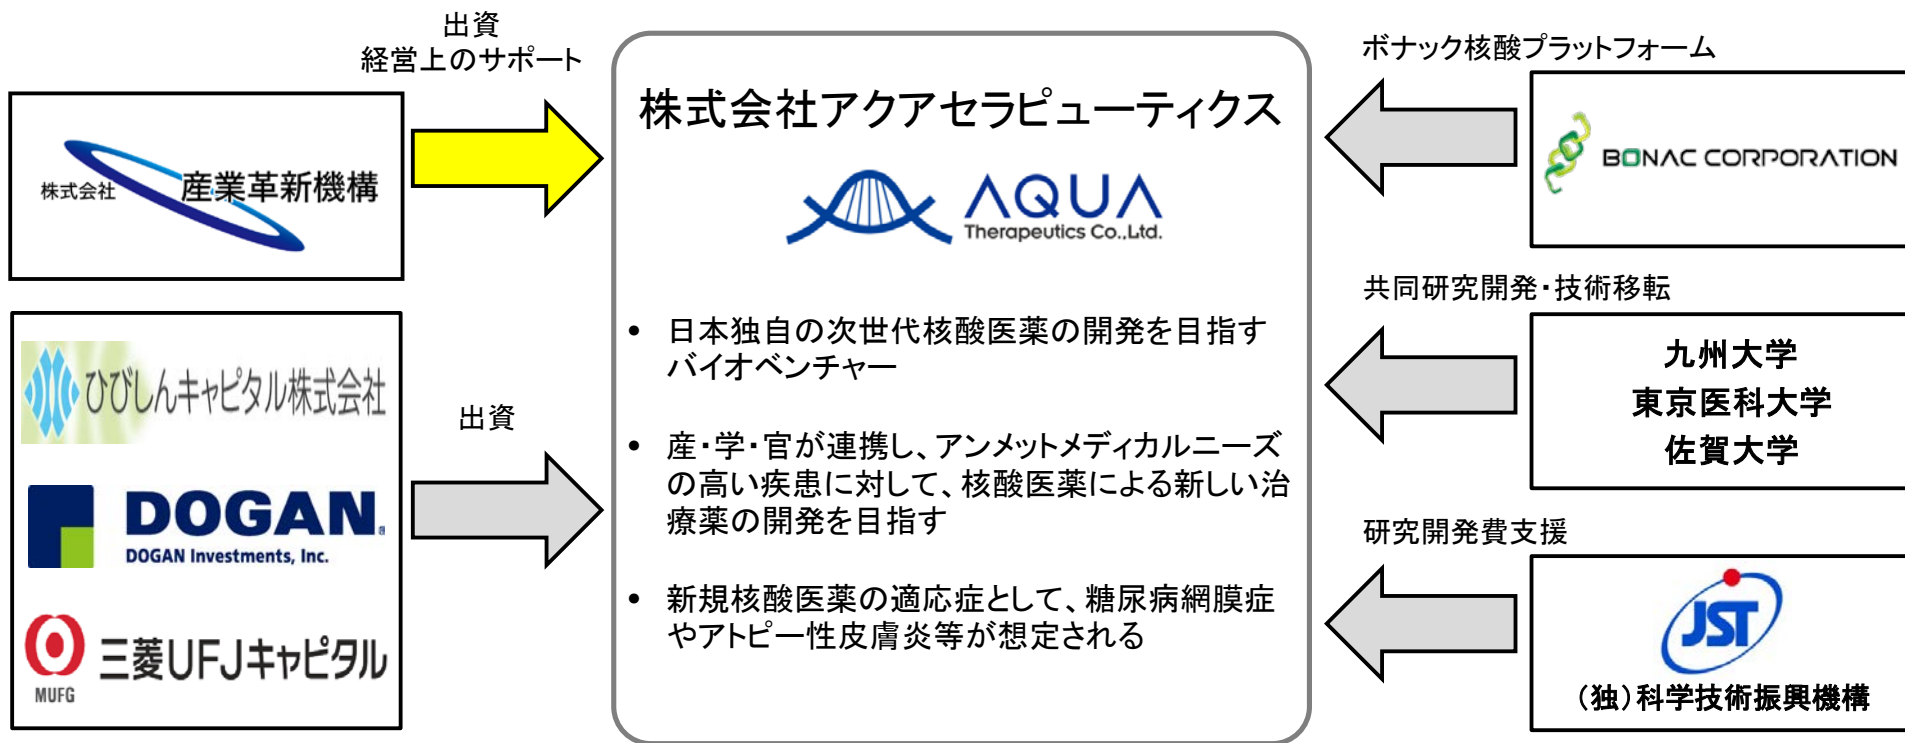 出資
経営上のサポート
株式会社
産業革新機構
ひびしんキャピタル株式会社
DOGAN
DOGAN Investments, Inc.
MUFG
三菱UFJキャピタル
出資
株式会社アクアセラピューティクス
AQUA
Therapeutics Co.,Ltd.
• 日本独自の次世代核酸医薬の開発を目指す
バイオベンチャー
• 産・学・官が連携し、アンメットメディカルニーズ
の高い疾患に対して、核酸医薬による新しい治
療薬の開発を目指す
• 新規核酸医薬の適応症として、糖尿病網膜症
やアトピー性皮膚炎等が想定される
ボナック核酸プラットフォーム
BONAC CORPORATION
共同研究開発・技術移転
九州大学
東京医科大学
佐賀大学
研究開発費支援
JST
（独）科学技術振興機構